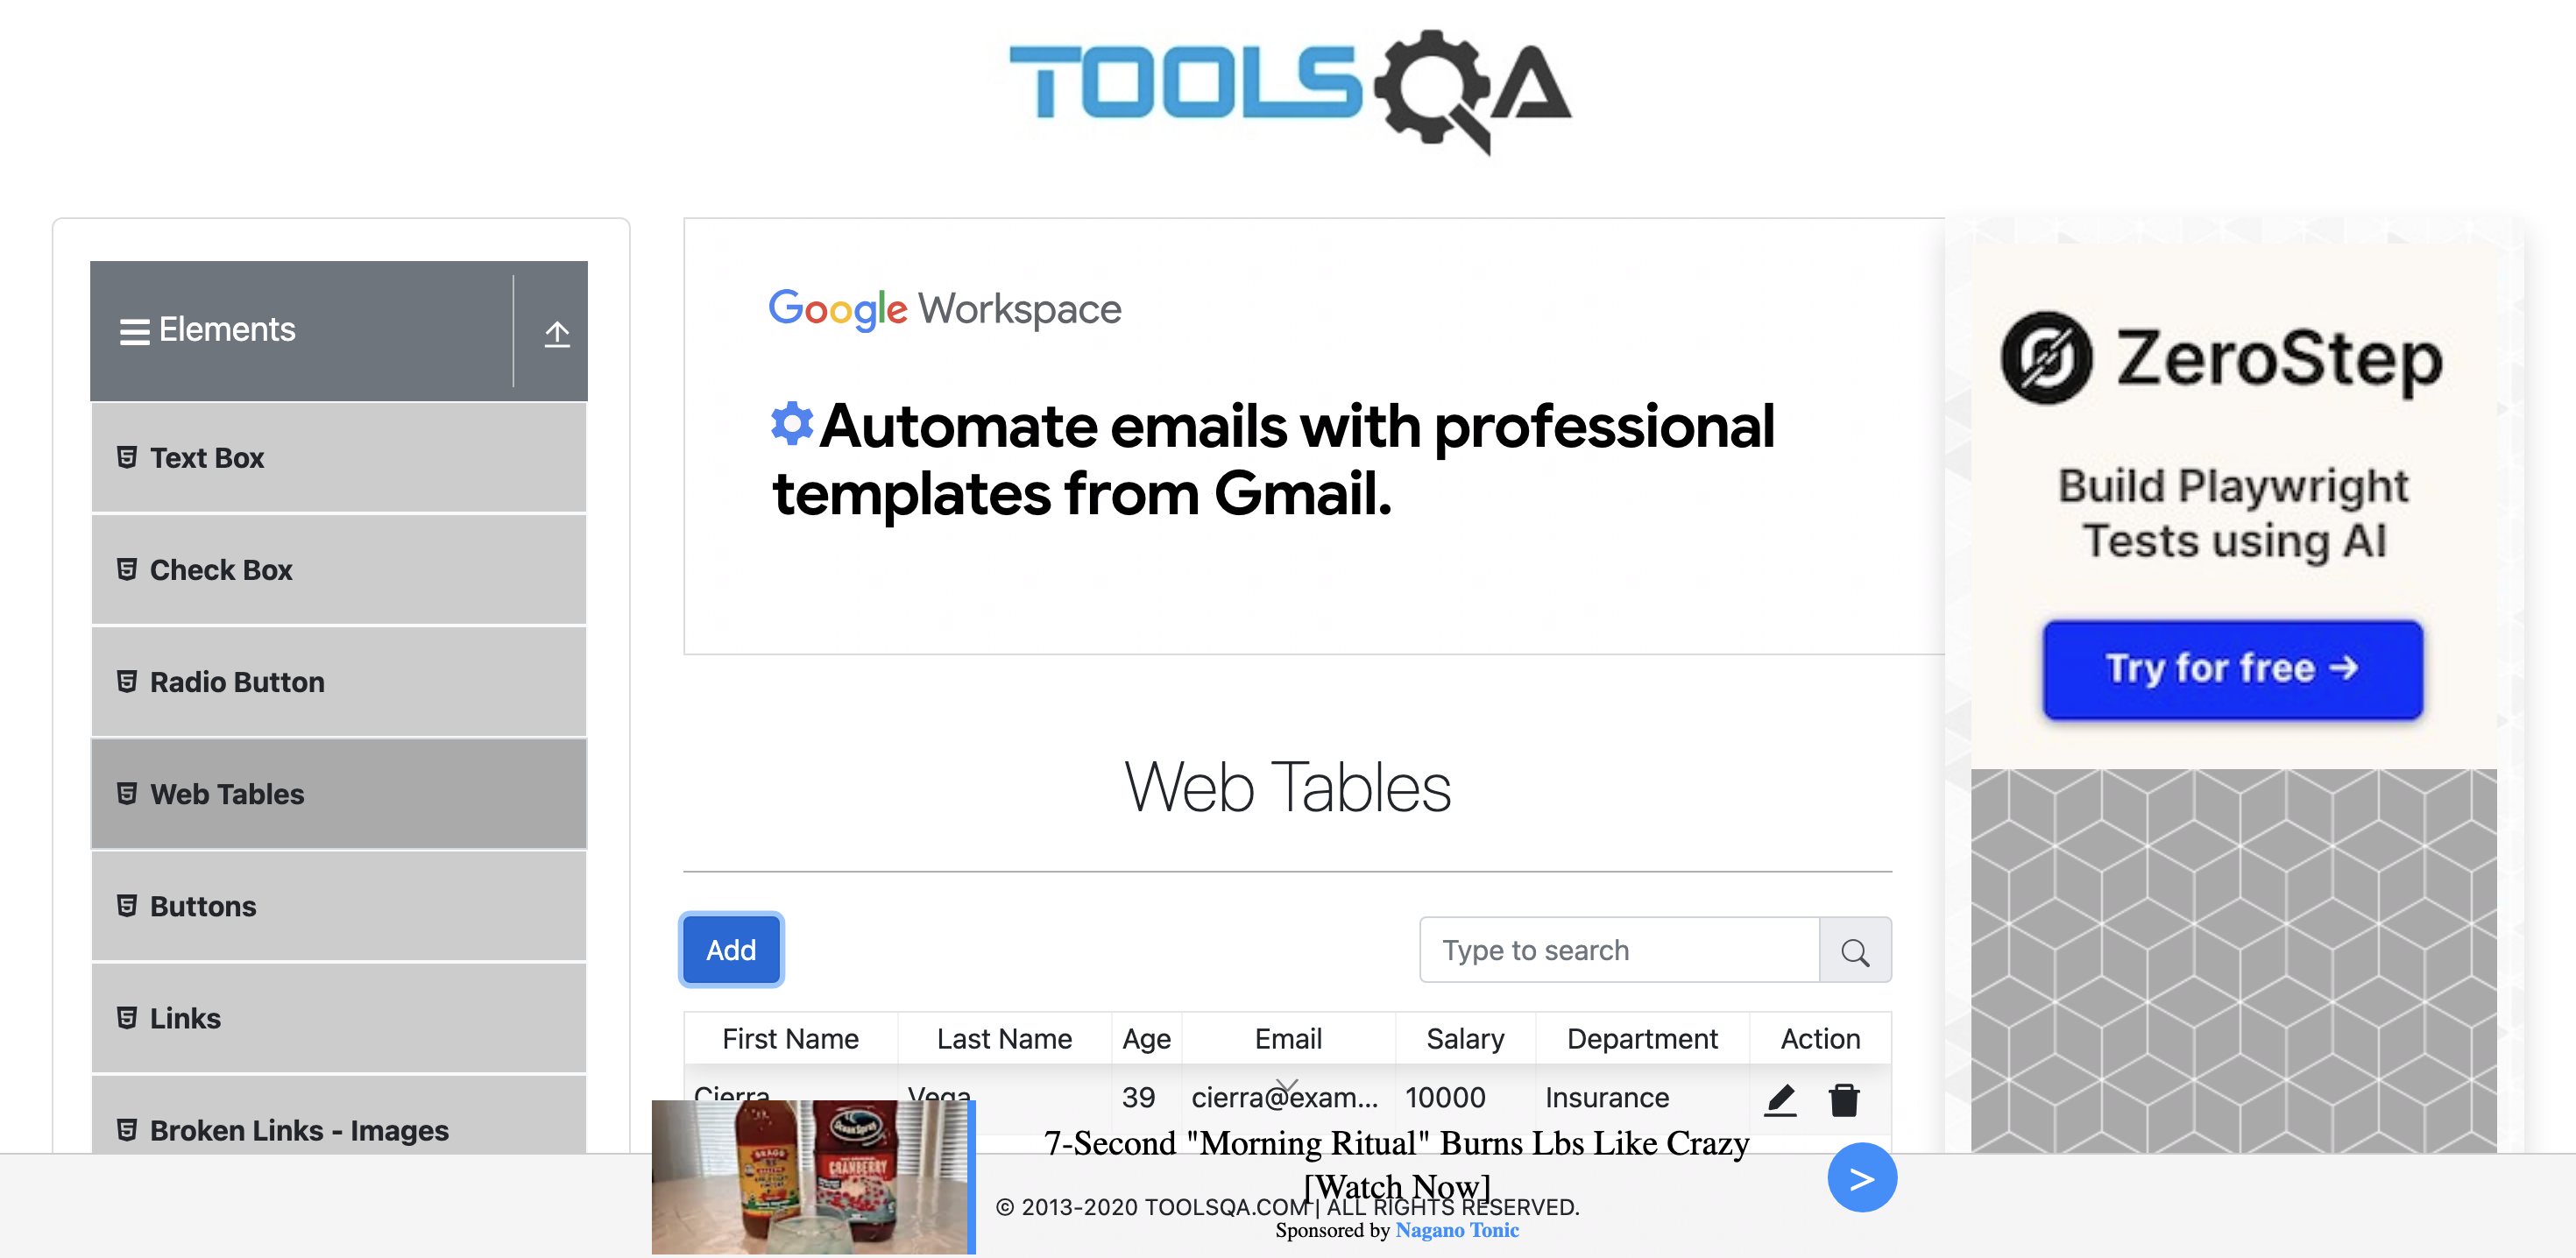 TOOLSQA
Elements
Text Box
Check Box
Radio Button
Web Tables
Buttons
Links
Broken Links - Images
Google Workspace
Automate emails with professional
templates from Gmail.
Web Tables
Add
Type to search
First Name Last Name Age Email Salary Department Action
Cierra Vega 39 cierra@exam... 10000 Insurance
7-Second "Morning Ritual" Burns Lbs Like Crazy
[Watch Now]
© 2013-2020 TOOLSQA.COM | ALL RIGHTS RESERVED.
Sponsored by Nagano Tonic
>
BRAGG
Ocean Spray
CRANBERRY
ZeroStep
Build Playwright
Tests using AI
Try for free →